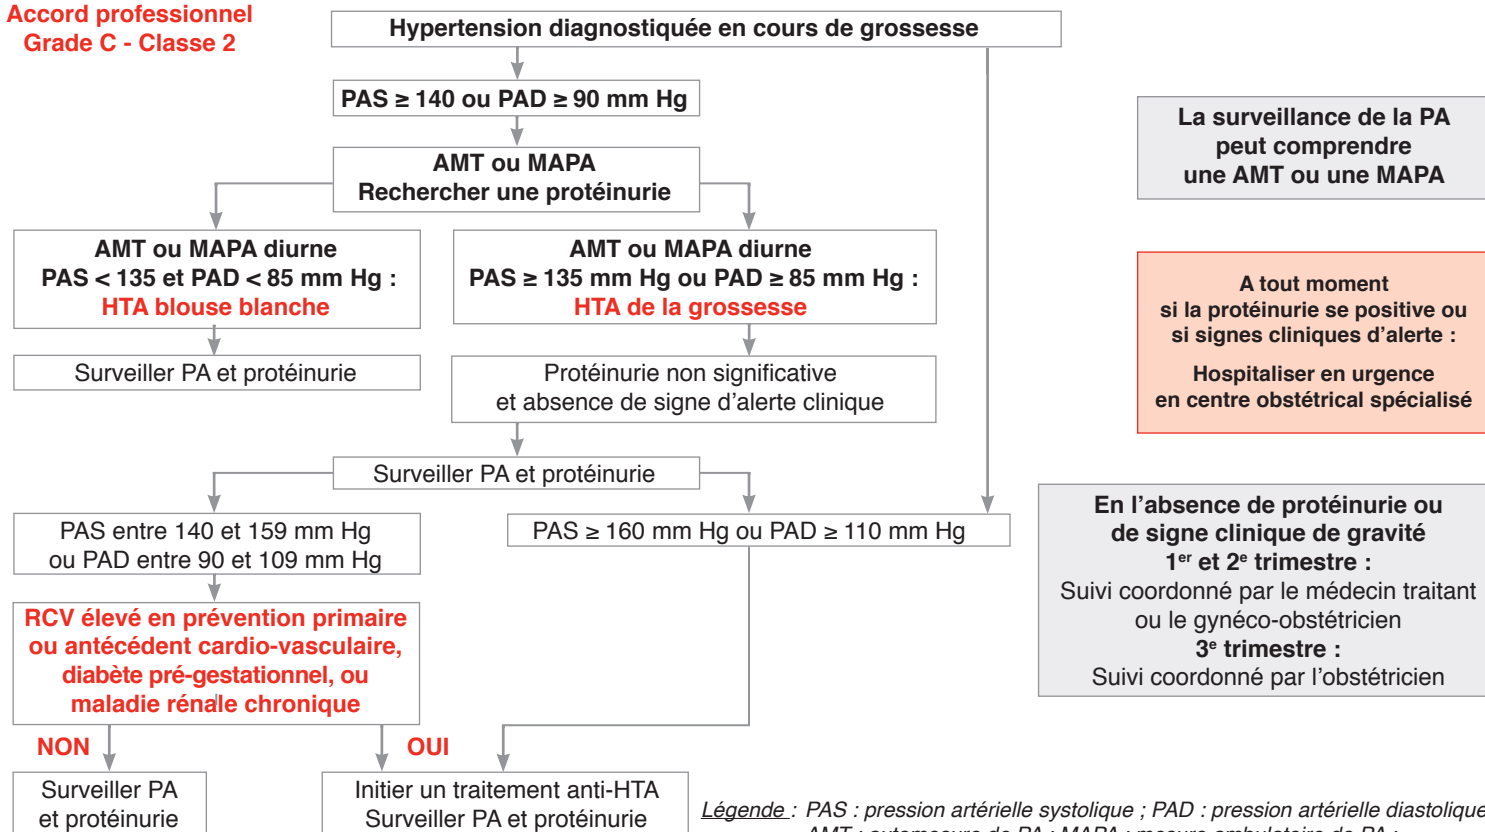 Accord professionnel
Grade C - Classe 2
Hypertension diagnostiquée en cours de grossesse
PAS ≥ 140 ou PAD ≥ 90 mm Hg
AMT ou MAPA
Rechercher une protéinurie
AMT ou MAPA diurne
PAS < 135 et PAD < 85 mm Hg :
HTA blouse blanche
AMT ou MAPA diurne
PAS ≥ 135 mm Hg ou PAD ≥ 85 mm Hg :
HTA de la grossesse
Surveiller PA et protéinurie
Protéinurie non significative
et absence de signe d'alerte clinique
Surveiller PA et protéinurie
PAS entre 140 et 159 mm Hg
ou PAD entre 90 et 109 mm Hg
PAS ≥ 160 mm Hg ou PAD ≥ 110 mm Hg
RCV élevé en prévention primaire
ou antécédent cardio-vasculaire,
diabète pré-gestationnel, ou
maladie rénale chronique
NON
OUI
Surveiller PA
et protéinurie
Initier un traitement anti-HTA
Surveiller PA et protéinurie
La surveillance de la PA
peut comprendre
une AMT ou une MAPA
A tout moment
si la protéinurie se positive ou
si signes cliniques d'alerte :
Hospitaliser en urgence
en centre obstétrical spécialisé
En l'absence de protéinurie ou
de signe clinique de gravité
1er et 2e trimestre :
Suivi coordonné par le médecin traitant
ou le gynéco-obstétricien
3e trimestre :
Suivi coordonné par l'obstétricien
Légende : PAS : pression artérielle systolique ; PAD : pression artérielle diastolique
AMT : automesure de PA ; MAPA : mesure ambulatoire de PA ;